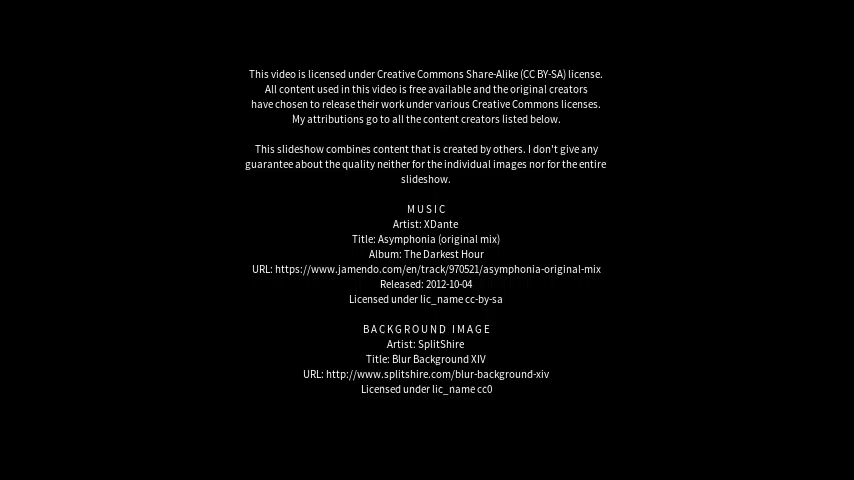 This video is licensed under Creative Commons Share-Alike (CC BY-SA) license.
All content used in this video is free available and the original creators
have chosen to release their work under various Creative Commons licenses.
My attributions go to all the content creators listed below.
This slideshow combines content that is created by others. I don't give any
guarantee about the quality neither for the individual images nor for the entire
slideshow.
MUSIC
Artist: XDante
Title: Asymphonia (original mix)
Album: The Darkest Hour
URL: https://www.jamendo.com/en/track/970521/asymphonia-original-mix
Released: 2012-10-04
Licensed under lic_name cc-by-sa
BACKGROUND IMAGE
Artist: SplitShire
Title: Blur Background XIV
URL: http://www.splitshire.com/blur-background-xiv
Licensed under lic_name cc0